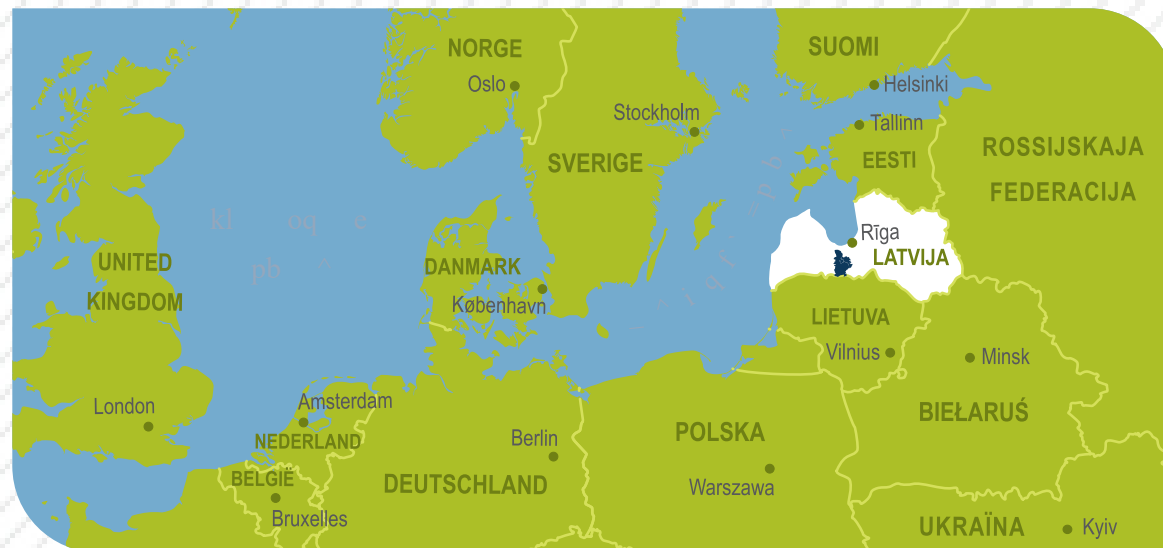 NORGE
Oslo
SUOMI
Helsinki
Stockholm
Tallinn
SVERIGE
EESTI
ROSSIJSKAJA
FEDERACIJA
Rīga
LATVIJA
UNITED
KINGDOM
DANMARK
København
LIETUVA
Vilnius
Minsk
London
Amsterdam
NEDERLAND
BIEŁARUŚ
Berlin
POLSKA
BELGIË
DEUTSCHLAND
Warszawa
Bruxelles
UKRAÏNA
Kyiv